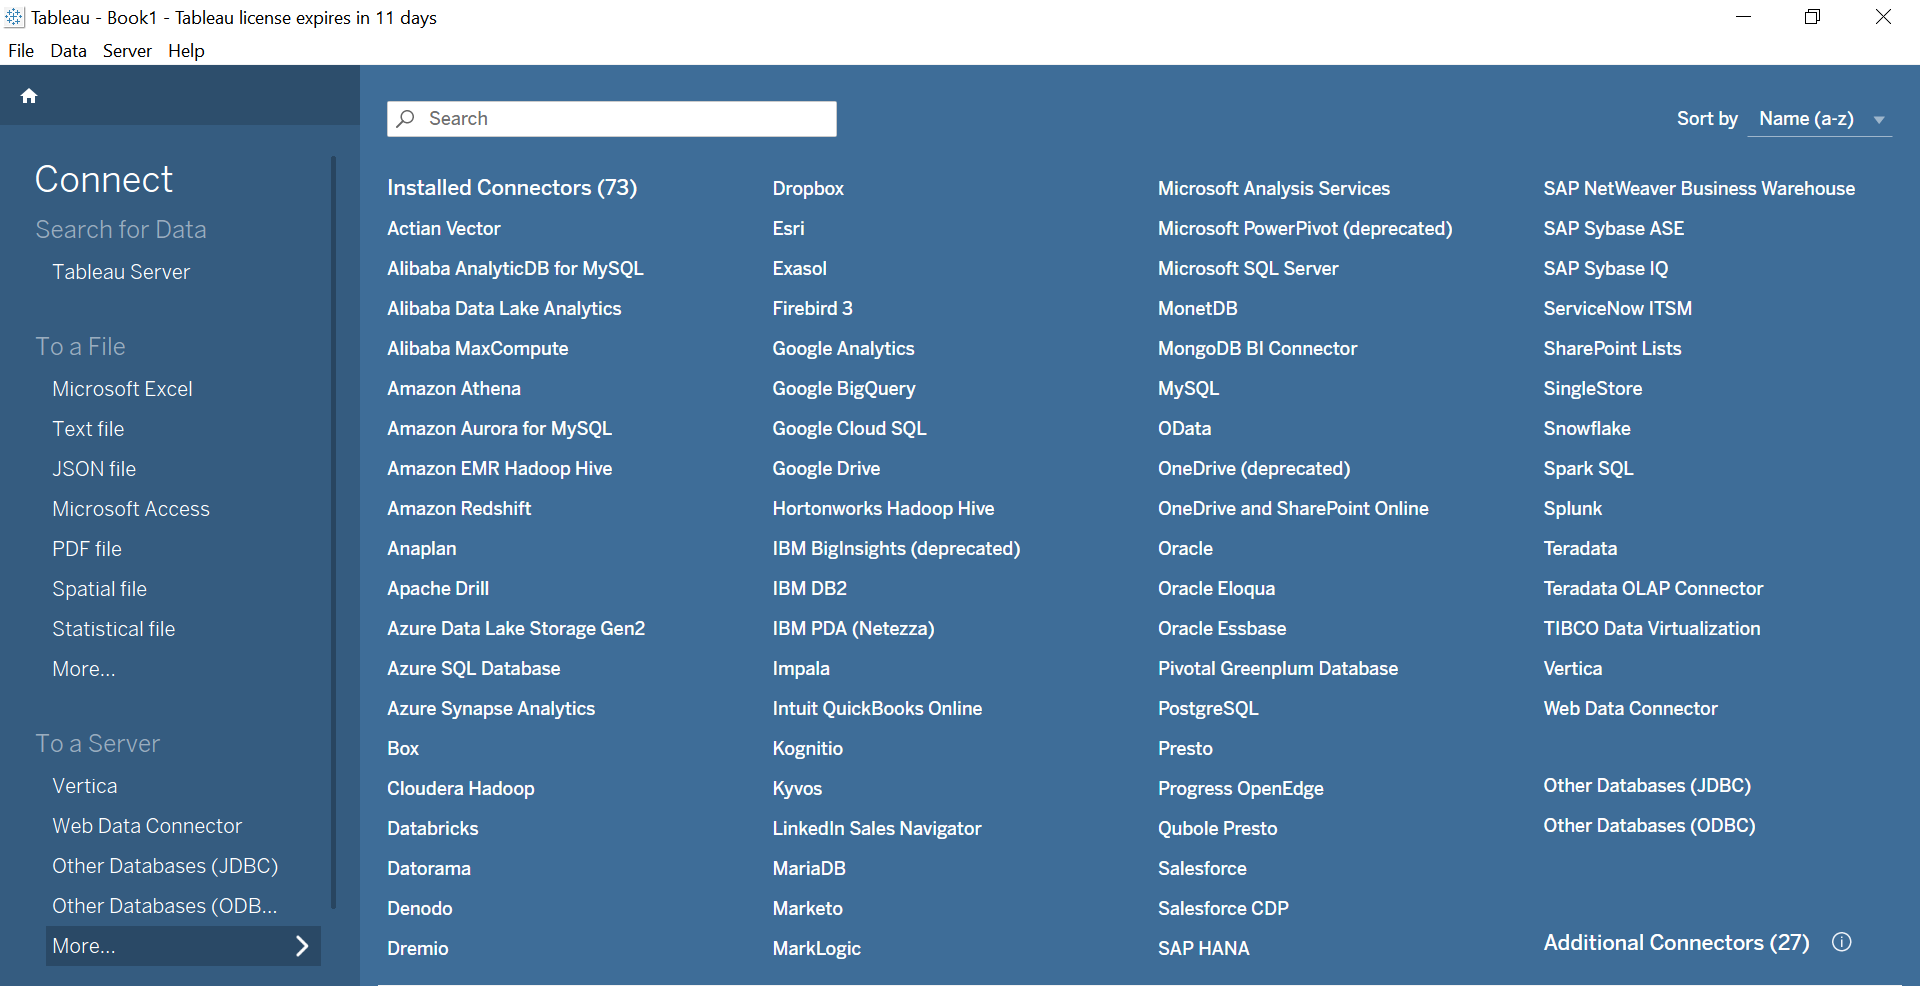 Tableau - Book1 - Tableau license expires in 11 days
File Data Server Help
Connect
Search for Data
Tableau Server
To a File
Microsoft Excel
Text file
JSON file
Microsoft Access
PDF file
Spatial file
Statistical file
More...
To a Server
Vertica
Web Data Connector
Other Databases (JDBC)
Other Databases (ODB...
More...
Search
Sort by Name (a-z)
Installed Connectors (73)
Actian Vector
Alibaba AnalyticDB for MySQL
Alibaba Data Lake Analytics
Alibaba MaxCompute
Amazon Athena
Amazon Aurora for MySQL
Amazon EMR Hadoop Hive
Amazon Redshift
Anaplan
Apache Drill
Azure Data Lake Storage Gen2
Azure SQL Database
Azure Synapse Analytics
Box
Cloudera Hadoop
Databricks
Datorama
Denodo
Dremio
Dropbox
Esri
Exasol
Firebird 3
Google Analytics
Google BigQuery
Google Cloud SQL
Google Drive
Hortonworks Hadoop Hive
IBM BigInsights (deprecated)
IBM DB2
IBM PDA (Netezza)
Impala
Intuit QuickBooks Online
Kognitio
Kyvos
LinkedIn Sales Navigator
MariaDB
Marketo
MarkLogic
Microsoft Analysis Services
Microsoft PowerPivot (deprecated)
Microsoft SQL Server
MonetDB
MongoDB BI Connector
MySQL
OData
OneDrive (deprecated)
OneDrive and SharePoint Online
Oracle
Oracle Eloqua
Oracle Essbase
Pivotal Greenplum Database
PostgreSQL
Presto
Progress OpenEdge
Qubole Presto
Salesforce
Salesforce CDP
SAP HANA
SAP NetWeaver Business Warehouse
SAP Sybase ASE
SAP Sybase IQ
ServiceNow ITSM
SharePoint Lists
SingleStore
Snowflake
Spark SQL
Splunk
Teradata
Teradata OLAP Connector
TIBCO Data Virtualization
Vertica
Web Data Connector
Other Databases (JDBC)
Other Databases (ODBC)
Additional Connectors (27)